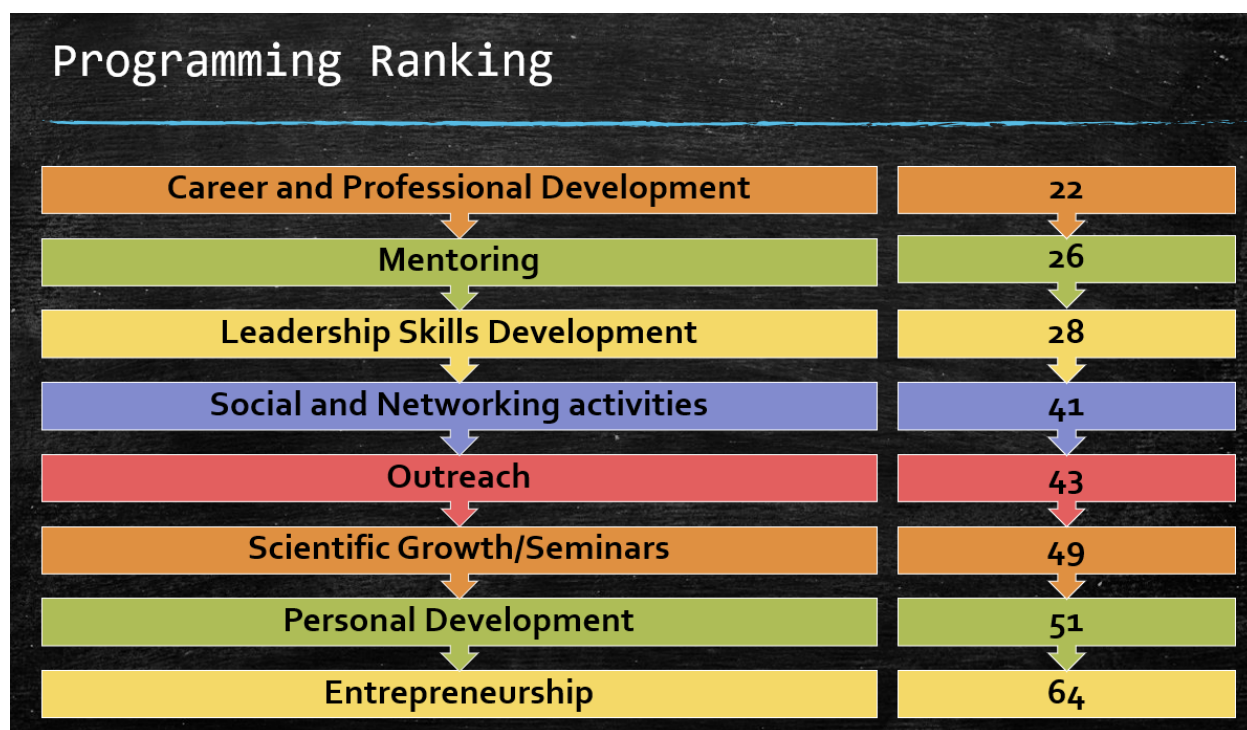 Programming Ranking
Career and Professional Development 22
Mentoring 26
Leadership Skills Development 28
Social and Networking activities 41
Outreach 43
Scientific Growth/Seminars 49
Personal Development 51
Entrepreneurship 64